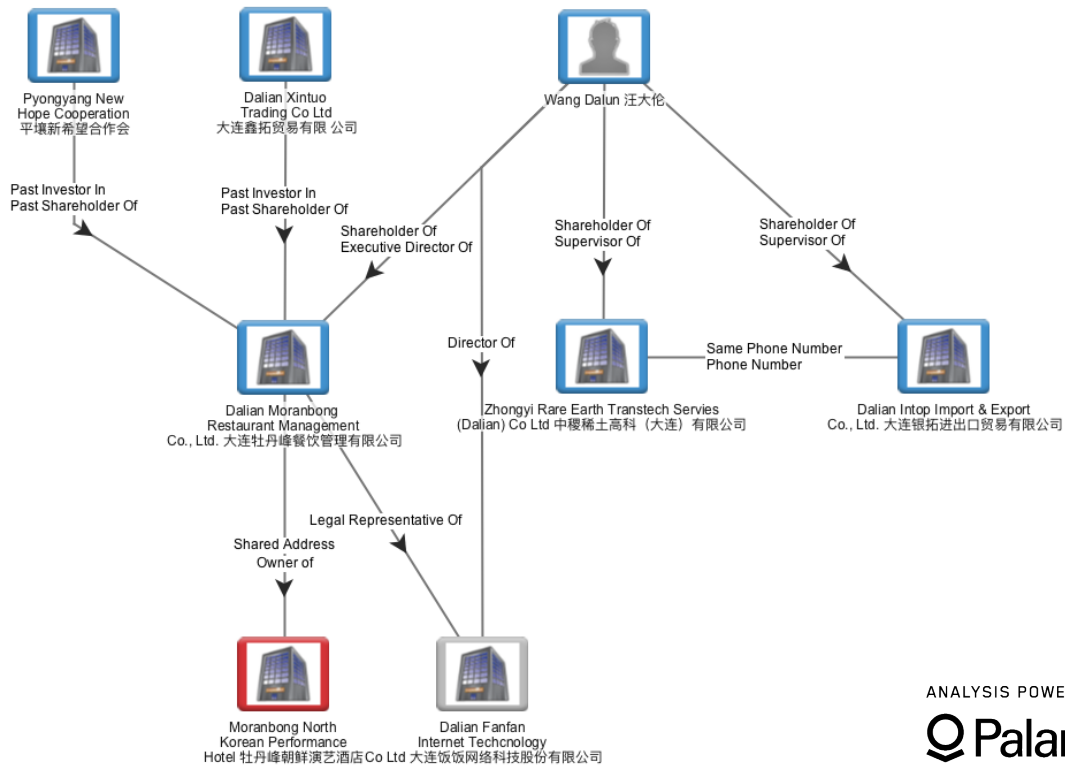 Pyongyang New
Hope Cooperation
平壤新希望合作会
Dalian Xintuo
Trading Co Ltd
大连鑫拓贸易有限 公司
Wang Dalun 汪大伦
Past Investor In
Past Shareholder Of
Past Investor In
Past Shareholder Of
Shareholder Of
Executive Director Of
Shareholder Of
Supervisor Of
Shareholder Of
Supervisor Of
Director Of
Same Phone Number
Phone Number
Dalian Moranbong
Restaurant Management
Co., Ltd. 大连牡丹峰餐饮管理有限公司
Zhongyi Rare Earth Transtech Servies
(Dalian) Co Ltd 中稷稀土高科（大连）有限公司
Dalian Intop Import & Export
Co., Ltd. 大连银拓进出口贸易有限公司
Legal Representative Of
Shared Address
Owner of
Moranbong North
Korean Performance
Hotel 牡丹峰朝鲜演艺酒店
Dalian Fanfan
Internet Techcnology
Co Ltd 大连饭饭网络科技股份有限公司
ANALYSIS POWE
Palan